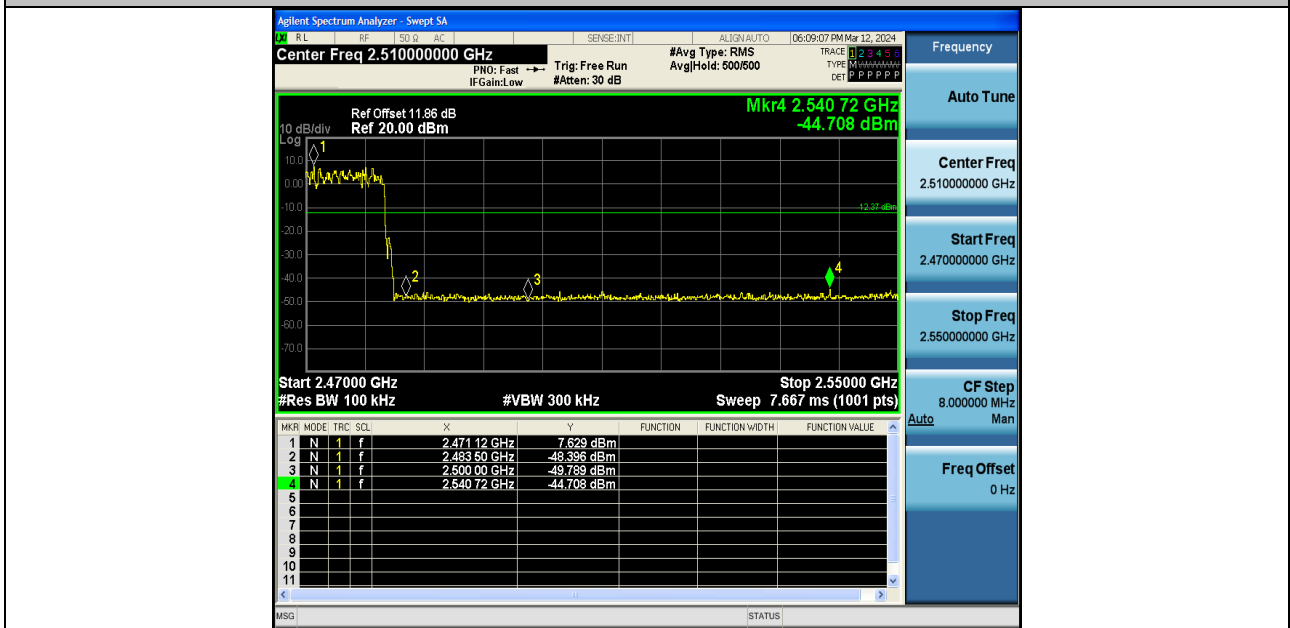 Agilent Spectrum Analyzer - Swept SA
RL RF 50 Ω AC SENSE:INT ALIGN AUTO 06:09:07 PM Mar 12, 2024
Center Freq 2.510000000 GHz
PNO: Fast
IFGain:Low
Trig: Free Run
#Atten: 30 dB
#Avg Type: RMS
Avg|Hold: 500/500
TRACE 1 2 3 4 5 6
TYPE M
DET P P P P P P
Mkr4 2.540 72 GHz
-44.708 dBm
Ref Offset 11.86 dB
10 dB/div Ref 20.00 dBm
Log
10.0
0.00
-10.0
-20.0
-30.0
-40.0
-50.0
-60.0
-70.0
1
2
3
4
-12.37 dBm
Start 2.47000 GHz Stop 2.55000 GHz
#Res BW 100 kHz #VBW 300 kHz Sweep 7.667 ms (1001 pts)
MKR MODE TRC SCL X Y FUNCTION FUNCTION WIDTH FUNCTION VALUE
1 N 1 f 2.471 12 GHz 7.629 dBm
2 N 1 f 2.483 50 GHz -48.396 dBm
3 N 1 f 2.500 00 GHz -49.789 dBm
4 N 1 f 2.540 72 GHz -44.708 dBm
5
6
7
8
9
10
11
MSG STATUS
Frequency
Auto Tune
Center Freq
2.510000000 GHz
Start Freq
2.470000000 GHz
Stop Freq
2.550000000 GHz
CF Step
8.000000 MHz
Auto Man
Freq Offset
0 Hz